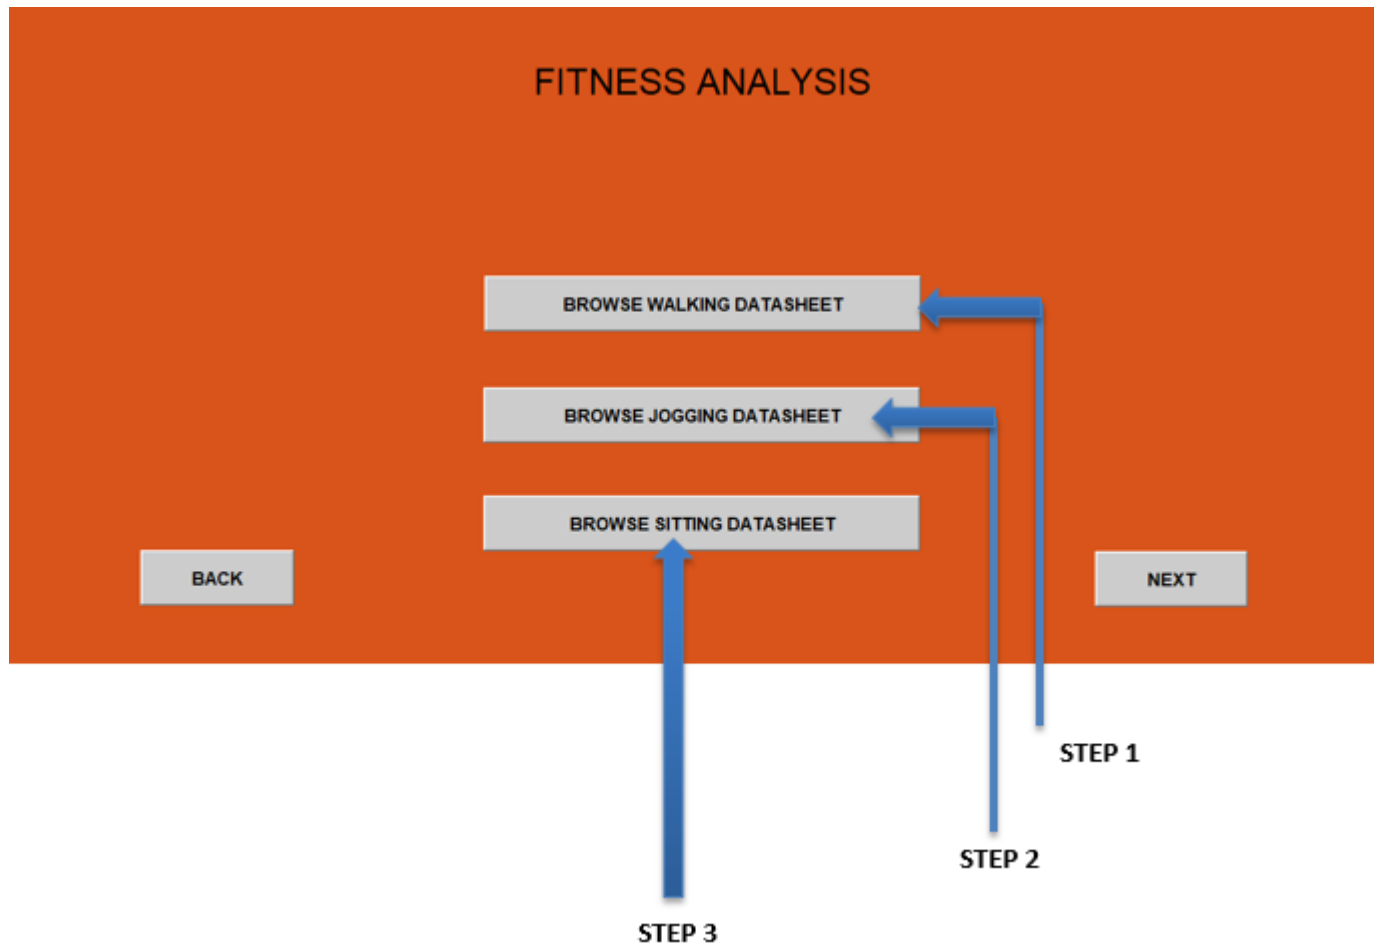 FITNESS ANALYSIS
BROWSE WALKING DATASHEET
BROWSE JOGGING DATASHEET
BROWSE SITTING DATASHEET
BACK
NEXT
STEP 1
STEP 2
STEP 3